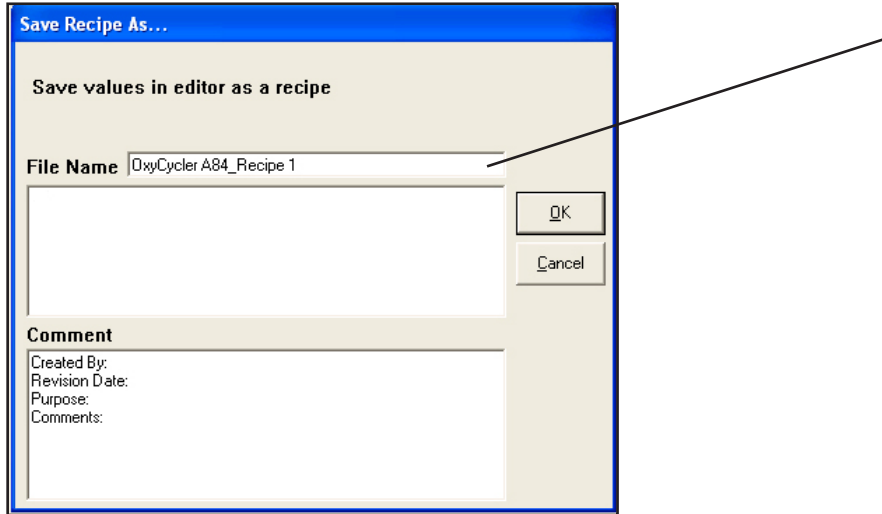 Save Recipe As...
Save values in editor as a recipe
File Name OxyCycler A84_Recipe 1
OK
Cancel
Comment
Created By:
Revision Date:
Purpose:
Comments: